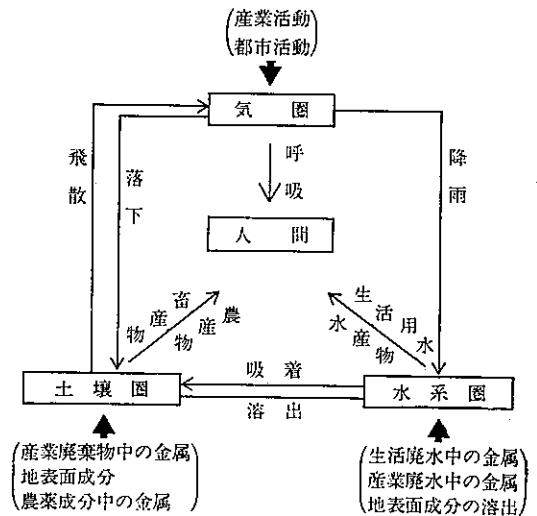 産業活動
都市活動
気圏
飛散
落下
呼吸
降雨
人間
畜産物
農産物
生活用水
水産物
吸着
土壌圏
水系圏
溶出
産業廃棄物中の金属
地表面成分
農薬成分中の金属
生活廃水中の金属
産業廃水中の金属
地表面成分の溶出